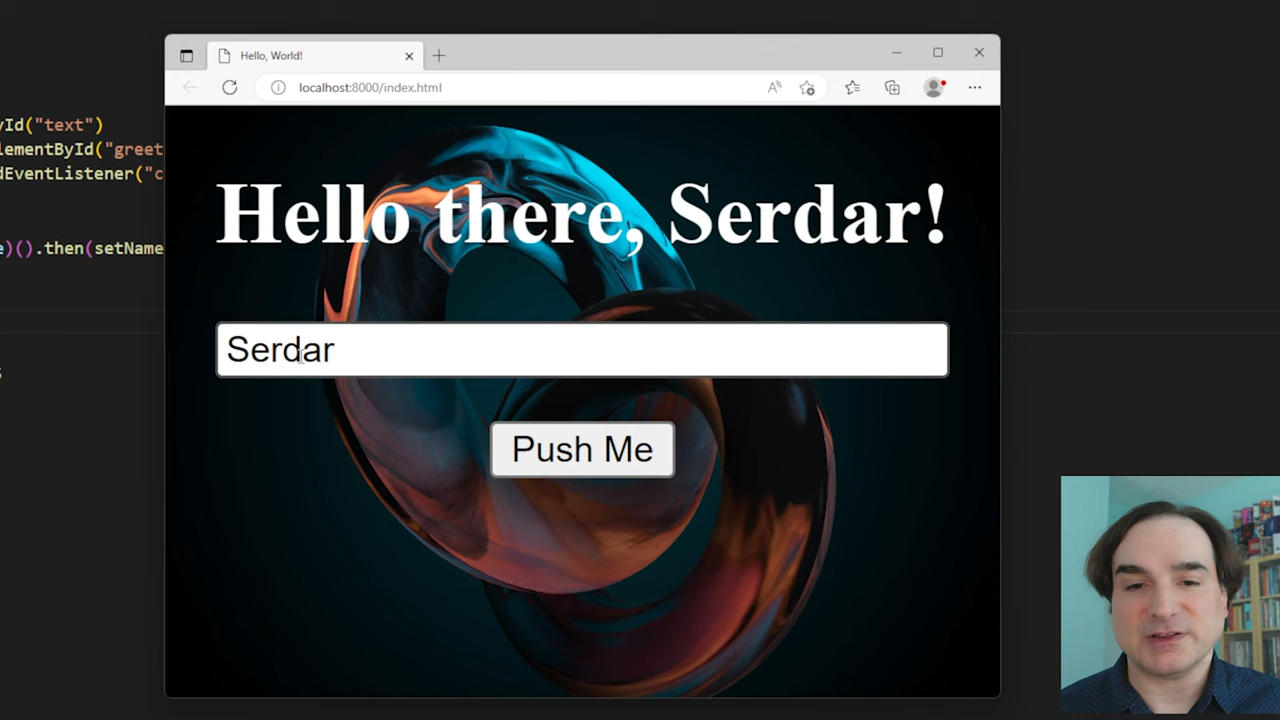 Hello, World!
localhost:8000/index.html
yId("text")
lementById("greet
dEventListener("c
e)().then(setName
s
Hello there, Serdar!
Serdar
Push Me